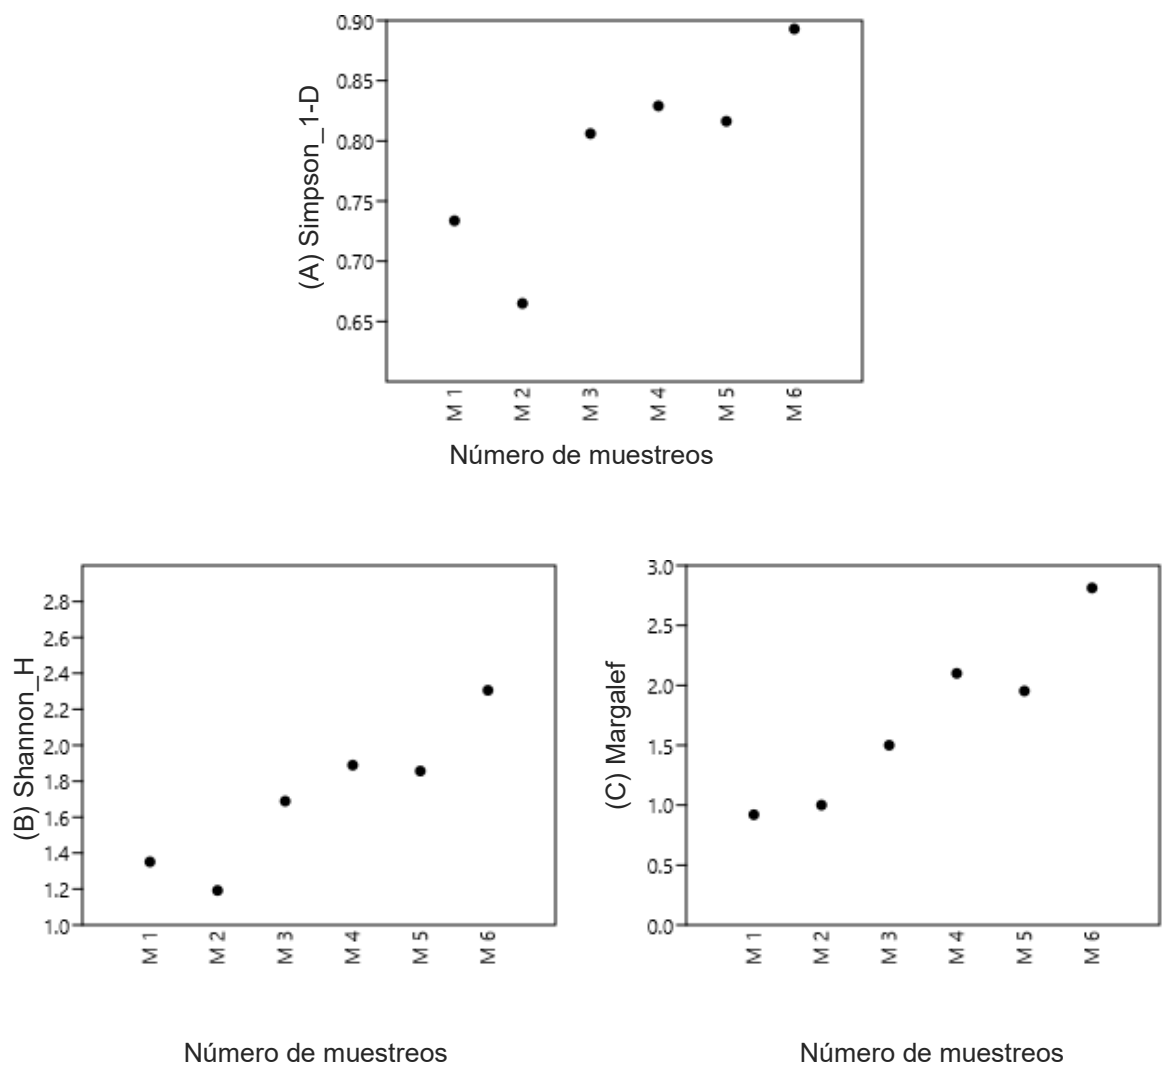 (A) Simpson_1-D
0.90
0.85
0.80
0.75
0.70
0.65
M 1
M 2
M 3
M 4
M 5
M 6
Número de muestreos
(B) Shannon_H
2.8
2.6
2.4
2.2
2.0
1.8
1.6
1.4
1.2
1.0
M 1
M 2
M 3
M 4
M 5
M 6
Número de muestreos
(C) Margalef
3.0
2.5
2.0
1.5
1.0
0.5
0.0
M 1
M 2
M 3
M 4
M 5
M 6
Número de muestreos